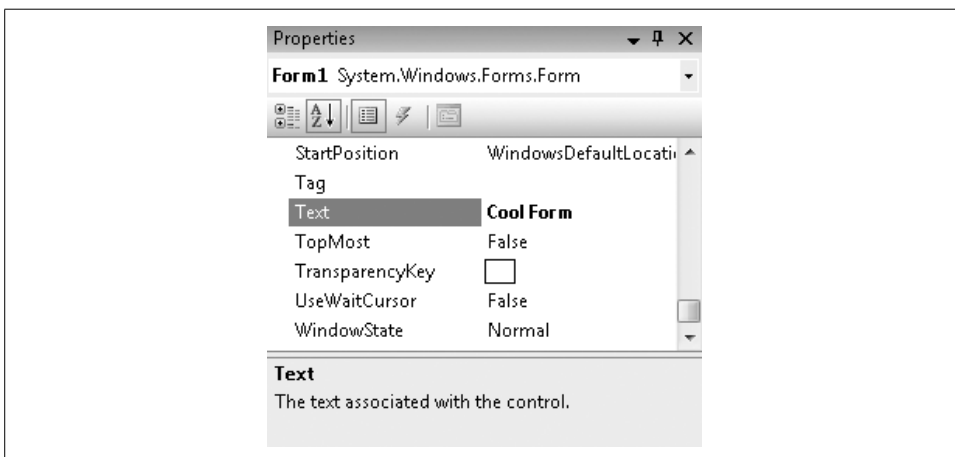 Properties
Form1 System.Windows.Forms.Form
A Z
StartPosition WindowsDefaultLocati
Tag
Text Cool Form
TopMost False
TransparencyKey
UseWaitCursor False
WindowState Normal
Text
The text associated with the control.